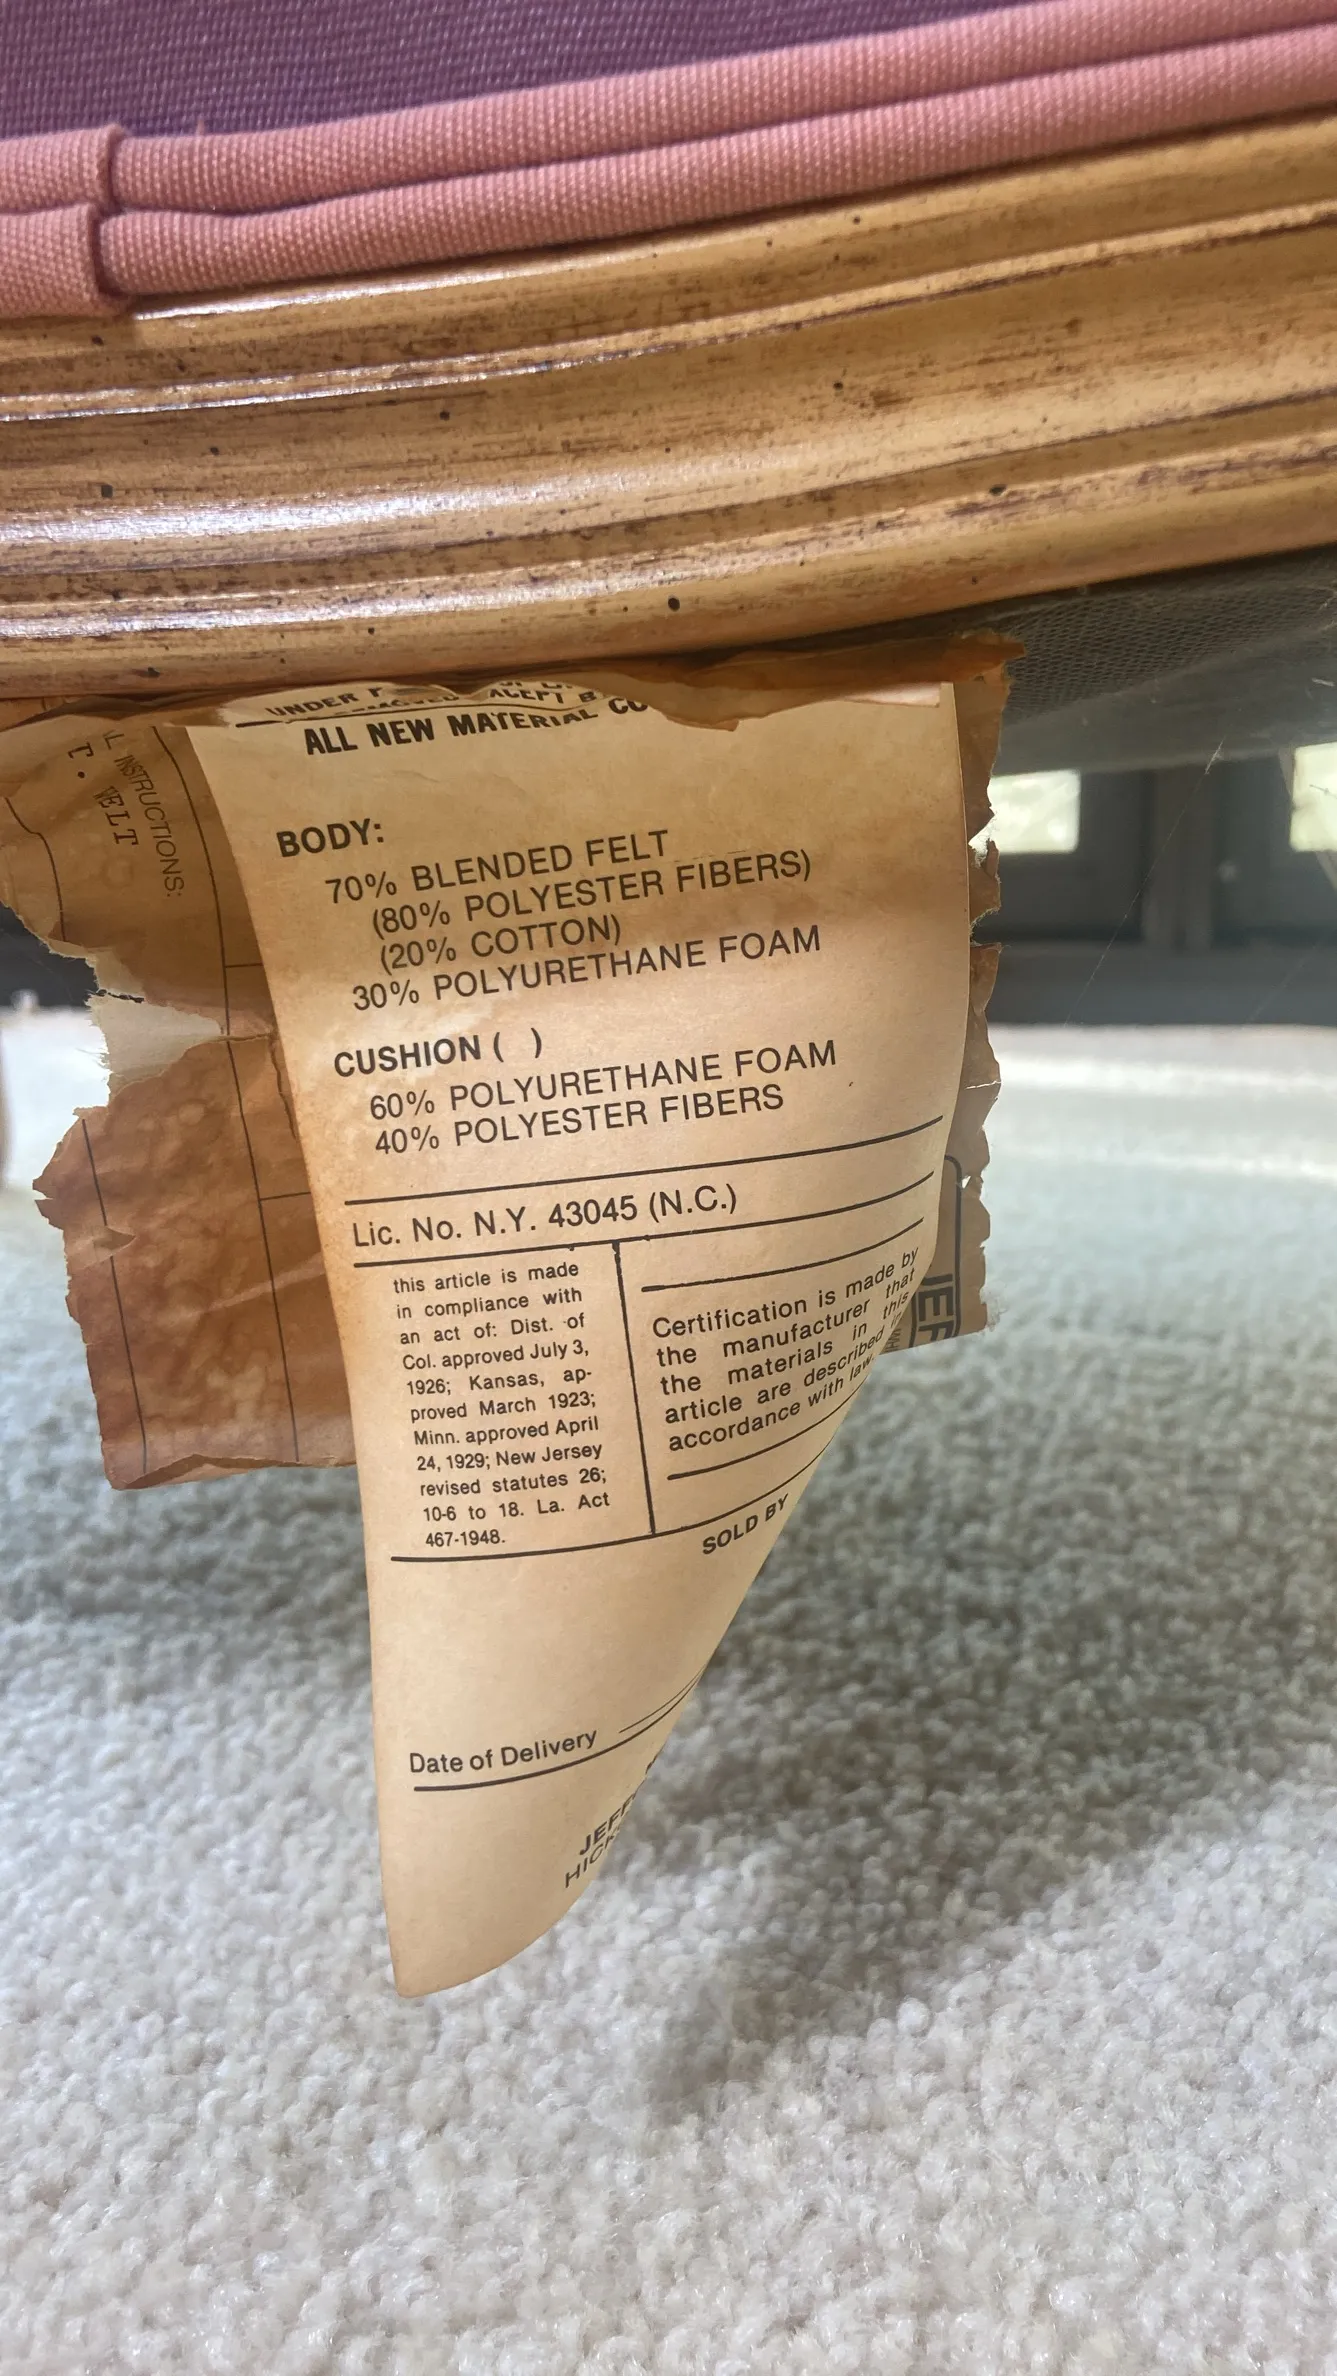 UNDER
ALL NEW MATERIAL
BODY:
70% BLENDED FELT
(80% POLYESTER FIBERS)
(20% COTTON)
30% POLYURETHANE FOAM
CUSHION ( )
60% POLYURETHANE FOAM
40% POLYESTER FIBERS
Lic. No. N.Y. 43045 (N.C.)
this article is made
in compliance with
an act of: Dist. of
Col. approved July 3,
1926; Kansas, ap-
proved March 1923;
Minn. approved April
24, 1929; New Jersey
revised statutes 26;
10-6 to 18. La. Act
467-1948.
Certification is made by
the manufacturer that
the materials in this
article are described in
accordance with law.
SOLD BY
Date of Delivery
INSTRUCTIONS: